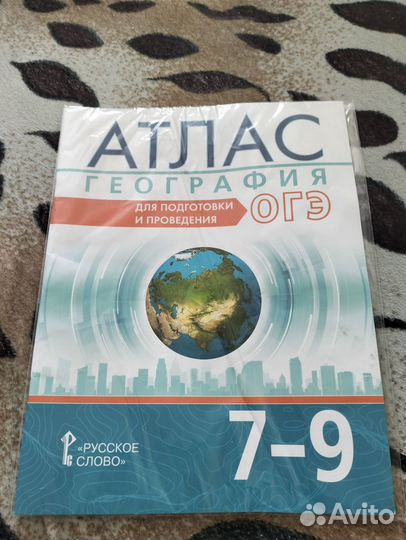 АТЛАС
ГЕОГРАФИЯ
ДЛЯ ПОДГОТОВКИ
И ПРОВЕДЕНИЯ
ОГЭ
7–9
«РУССКОЕ
СЛОВО»
Avito